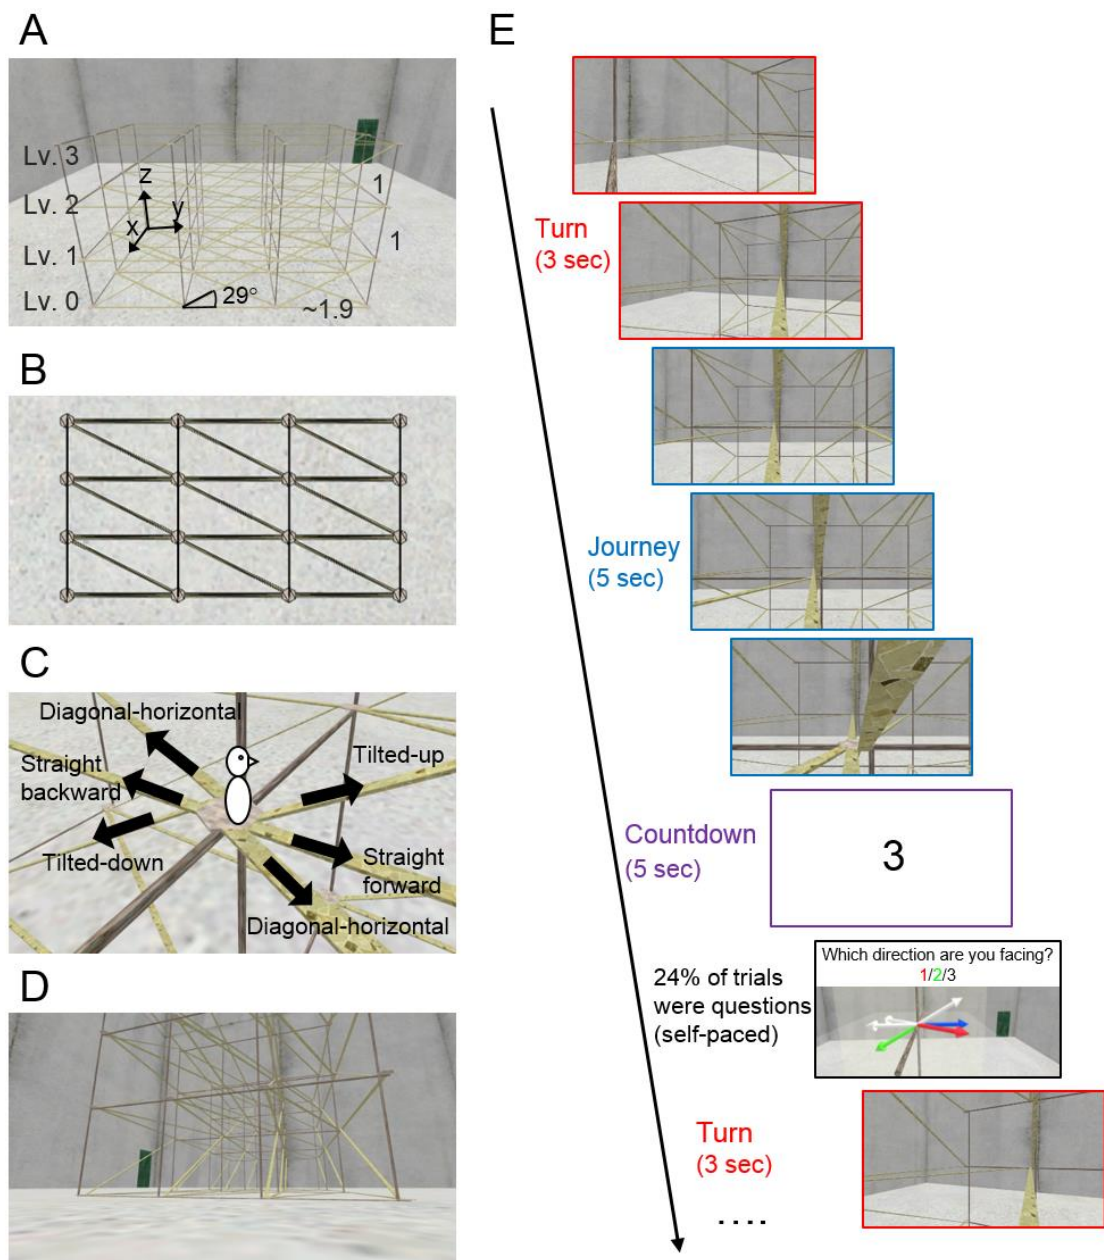 A
Lv. 3
Lv. 2
Lv. 1
Lv. 0
z
y
x
1
1
29°
~1.9
B
C
Diagonal-horizontal
Straight
backward
Tilted-up
Tilted-down
Straight
forward
Diagonal-horizontal
D
E
Turn
(3 sec)
Journey
(5 sec)
Countdown
(5 sec)
3
24% of trials
were questions
(self-paced)
Which direction are you facing?
1/2/3
Turn
(3 sec)
....